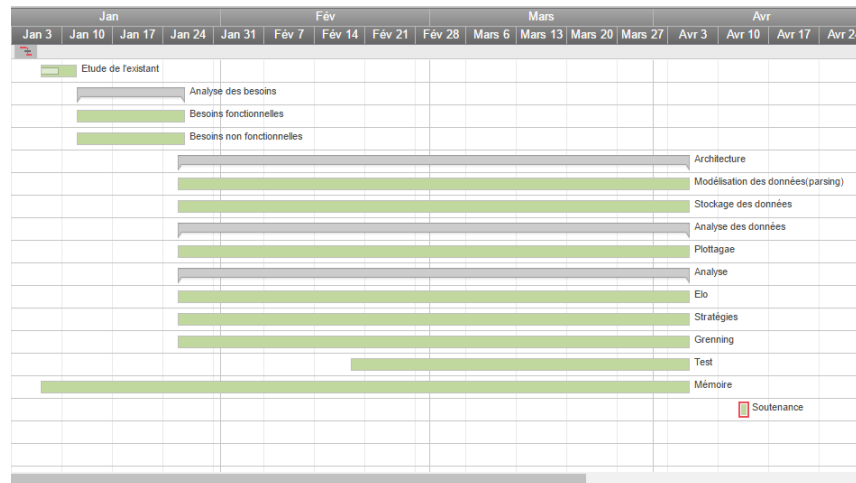 Jan Fév Mars Avr
Jan 3 Jan 10 Jan 17 Jan 24 Jan 31 Fév 7 Fév 14 Fév 21 Fév 28 Mars 6 Mars 13 Mars 20 Mars 27 Avr 3 Avr 10 Avr 17 Avr 24
Etude de l'existant
Analyse des besoins
Besoins fonctionnelles
Besoins non fonctionnelles
Architecture
Modélisation des données(parsing)
Stockage des données
Analyse des données
Plottagae
Analyse
Elo
Stratégies
Grenning
Test
Mémoire
Soutenance